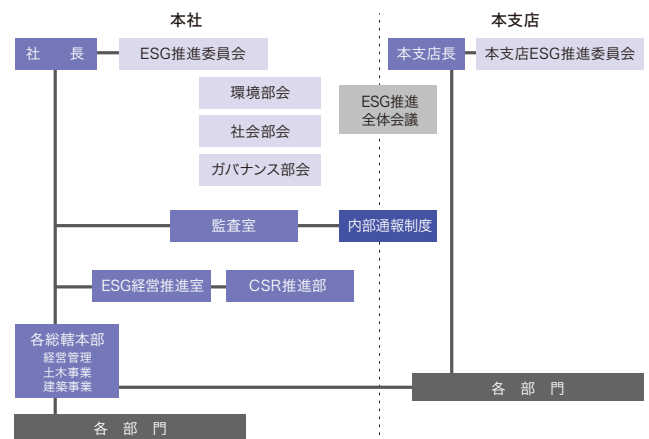 本社
本支店
社　長
ESG推進委員会
本支店長
本支店ESG推進委員会
環境部会
社会部会
ガバナンス部会
ESG推進
全体会議
監査室
内部通報制度
ESG経営推進室
CSR推進部
各総轄本部
経営管理
土木事業
建築事業
各　部　門
各　部　門